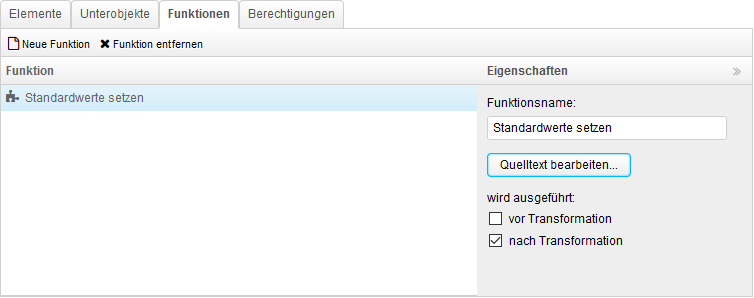 Elemente Unterobjekte Funktionen Berechtigungen
Neue Funktion Funktion entfernen
Funktion
Standardwerte setzen
Eigenschaften
Funktionsname:
Standardwerte setzen
Quelltext bearbeiten...
wird ausgeführt:
vor Transformation
nach Transformation